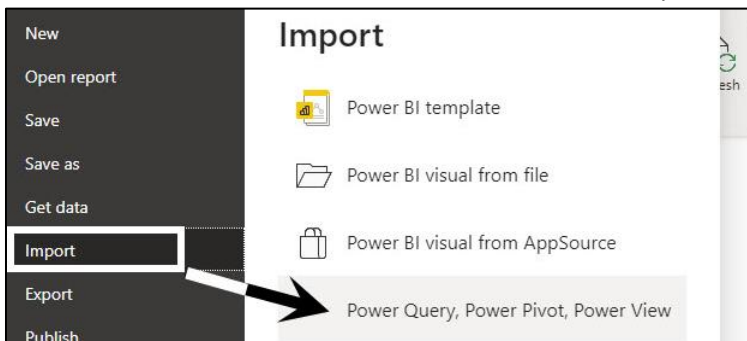 New
Open report
Save
Save as
Get data
Import
Export
Publish
Import
Power BI template
Power BI visual from file
Power BI visual from AppSource
Power Query, Power Pivot, Power View
esh